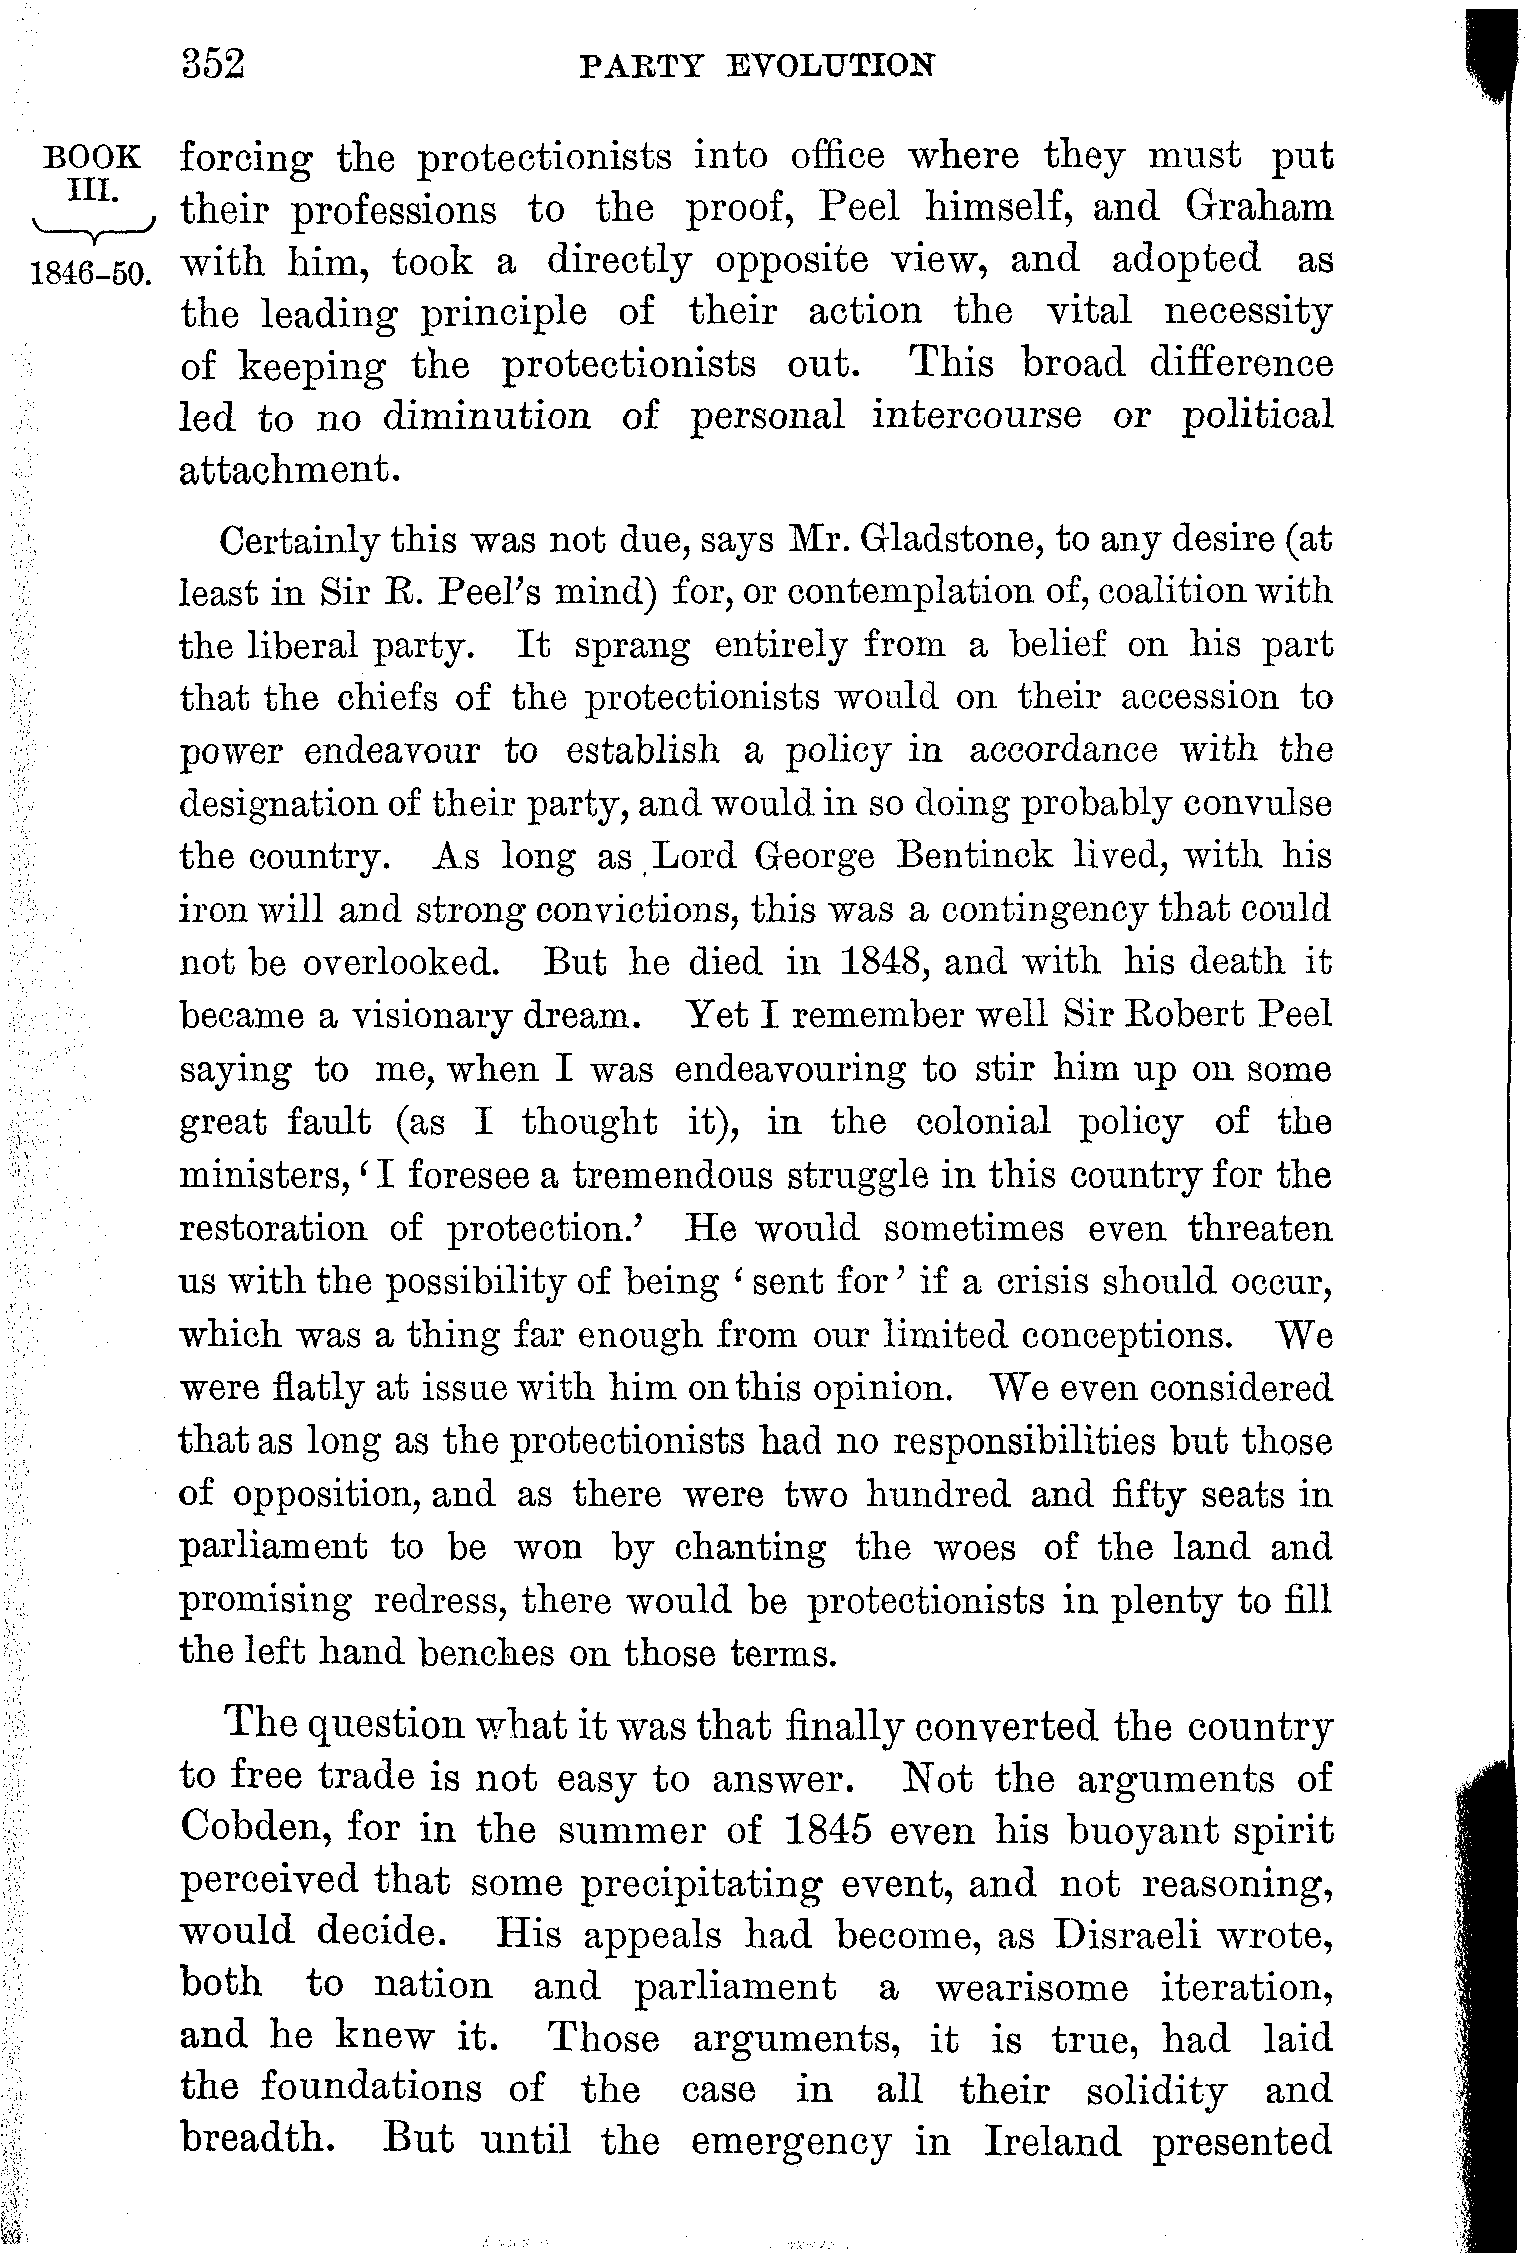 352 PARTY EVOLUTION
BOOK
III.
1846–50.
forcing the protectionists into office where they must put
their professions to the proof, Peel himself, and Graham
with him, took a directly opposite view, and adopted as
the leading principle of their action the vital necessity
of keeping the protectionists out. This broad difference
led to no diminution of personal intercourse or political
attachment.
Certainly this was not due, says Mr. Gladstone, to any desire (at
least in Sir R. Peel's mind) for, or contemplation of, coalition with
the liberal party. It sprang entirely from a belief on his part
that the chiefs of the protectionists would on their accession to
power endeavour to establish a policy in accordance with the
designation of their party, and would in so doing probably convulse
the country. As long as Lord George Bentinck lived, with his
iron will and strong convictions, this was a contingency that could
not be overlooked. But he died in 1848, and with his death it
became a visionary dream. Yet I remember well Sir Robert Peel
saying to me, when I was endeavouring to stir him up on some
great fault (as I thought it), in the colonial policy of the
ministers, 'I foresee a tremendous struggle in this country for the
restoration of protection.' He would sometimes even threaten
us with the possibility of being 'sent for' if a crisis should occur,
which was a thing far enough from our limited conceptions. We
were flatly at issue with him on this opinion. We even considered
that as long as the protectionists had no responsibilities but those
of opposition, and as there were two hundred and fifty seats in
parliament to be won by chanting the woes of the land and
promising redress, there would be protectionists in plenty to fill
the left hand benches on those terms.
The question what it was that finally converted the country
to free trade is not easy to answer. Not the arguments of
Cobden, for in the summer of 1845 even his buoyant spirit
perceived that some precipitating event, and not reasoning,
would decide. His appeals had become, as Disraeli wrote,
both to nation and parliament a wearisome iteration,
and he knew it. Those arguments, it is true, had laid
the foundations of the case in all their solidity and
breadth. But until the emergency in Ireland presented